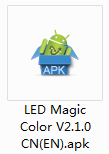 APK
LED Magic
Color V2.1.0
CN(EN).apk